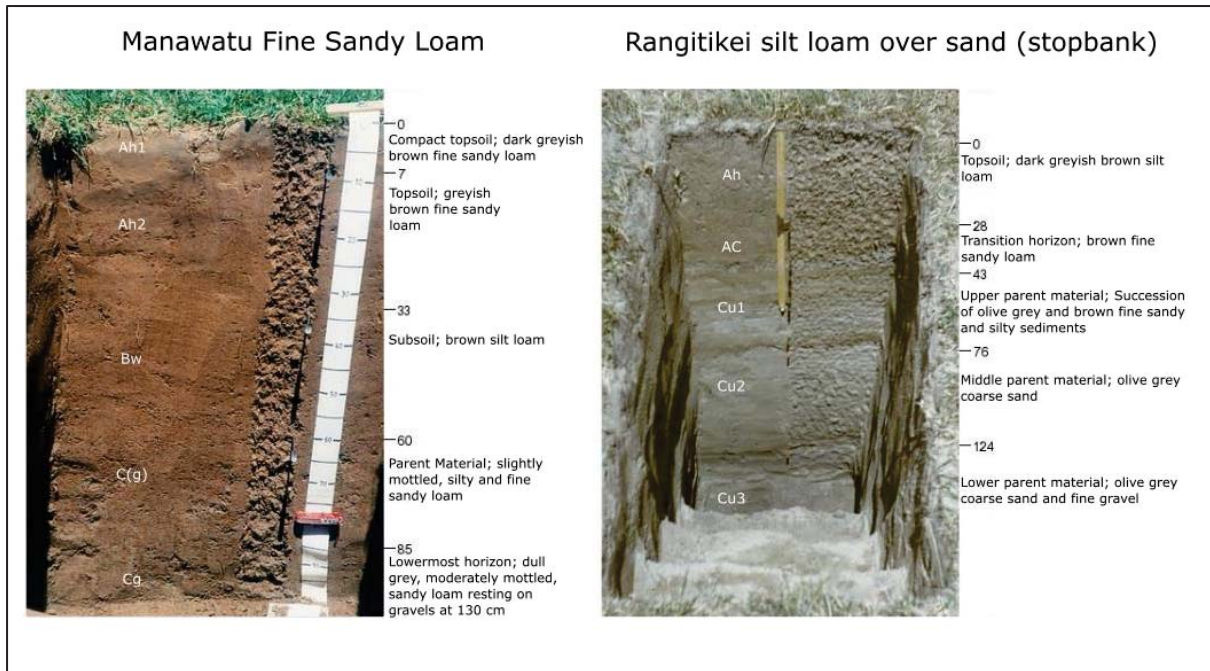 Manawatu Fine Sandy Loam
Ah1
Ah2
Bw
C(g)
Cg
0
Compact topsoil; dark greyish
brown fine sandy loam
7
Topsoil; greyish
brown fine sandy
loam
33
Subsoil; brown silt loam
60
Parent Material; slightly
mottled, silty and fine
sandy loam
85
Lowermost horizon; dull
grey, moderately mottled,
sandy loam resting on
gravels at 130 cm
Rangitikei silt loam over sand (stopbank)
Ah
AC
Cu1
Cu2
Cu3
0
Topsoil; dark greyish brown silt
loam
28
Transition horizon; brown fine
sandy loam
43
Upper parent material; Succession
of olive grey and brown fine sandy
and silty sediments
76
Middle parent material; olive grey
coarse sand
124
Lower parent material; olive grey
coarse sand and fine gravel